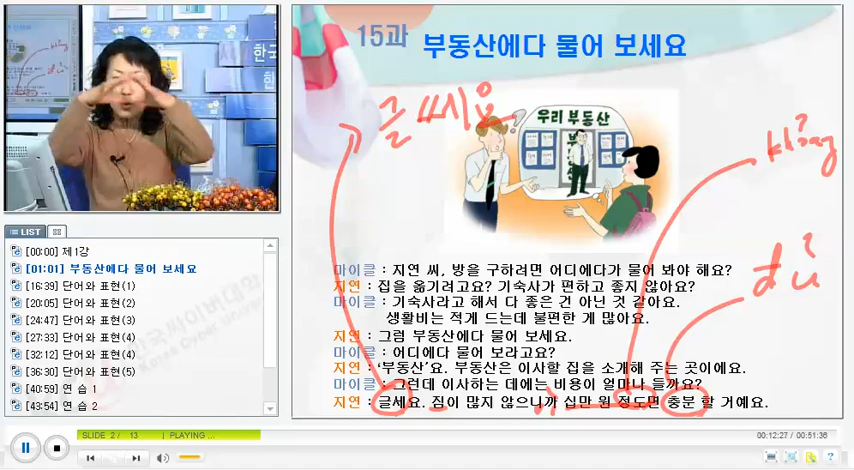 15과 부동산에다 물어 보세요
글쎄요
우리 부동산
마이클 : 지연 씨, 방을 구하려면 어디에다가 물어 봐야 해요?
지연 : 집을 옮기려고요? 기숙사가 편하고 좋지 않아요?
마이클 : 기숙사라고 해서 다 좋은 건 아닌 것 같아요.
생활비는 적게 드는데 불편한 게 많아요.
지연 : 그럼 부동산에다 물어 보세요.
마이클 : 어디에다 물어 보라고요?
지연 : '부동산'요. 부동산은 이사할 집을 소개해 주는 곳이에요.
마이클 : 그런데 이사하는 데에는 비용이 얼마나 들까요?
지연 : 글세요. 짐이 많지 않으니까 십만 원 정도면 충분 할 거예요.
LIST
[00:00] 제1강
[01:01] 부동산에다 물어 보세요
[16:39] 단어와 표현(1)
[20:05] 단어와 표현(2)
[24:47] 단어와 표현(3)
[27:33] 단어와 표현(4)
[32:12] 단어와 표현(4)
[36:30] 단어와 표현(5)
[40:59] 연 습 1
[43:54] 연 습 2
한국싸이버대학
Korea Cyber University
SLIDE 2 / 13 | PLAYING ...
00:12:27 / 00:51:36